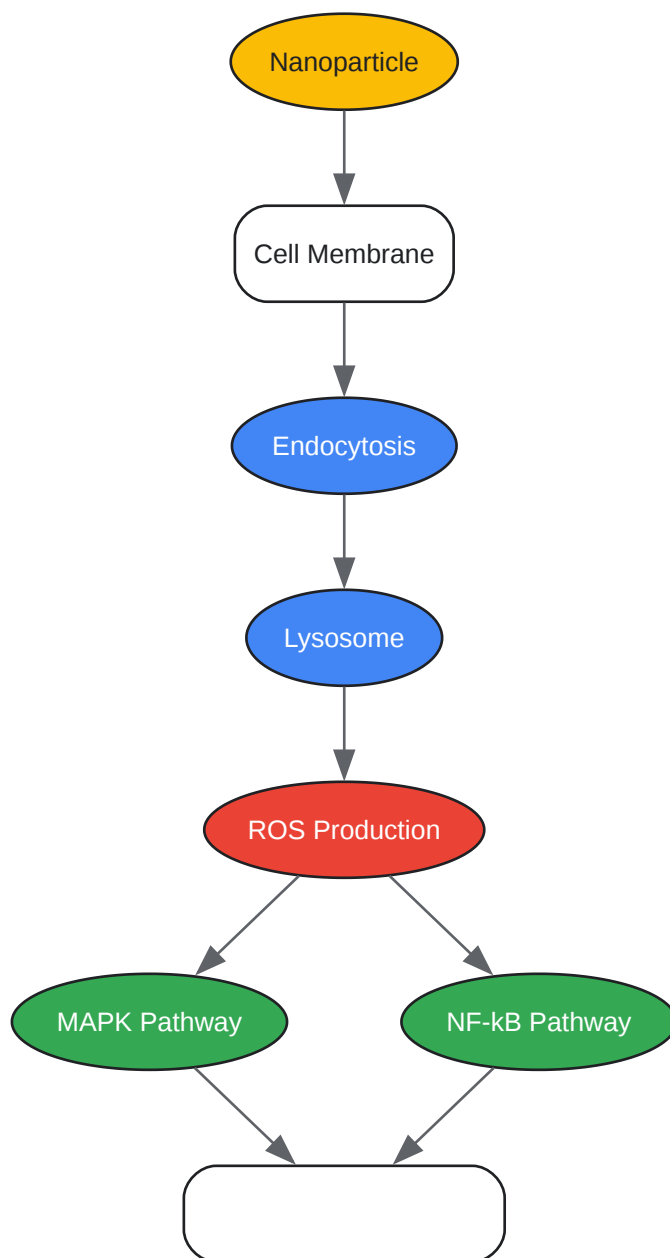 Nanoparticle
Cell Membrane
Endocytosis
Lysosome
ROS Production
MAPK Pathway
NF-kB Pathway